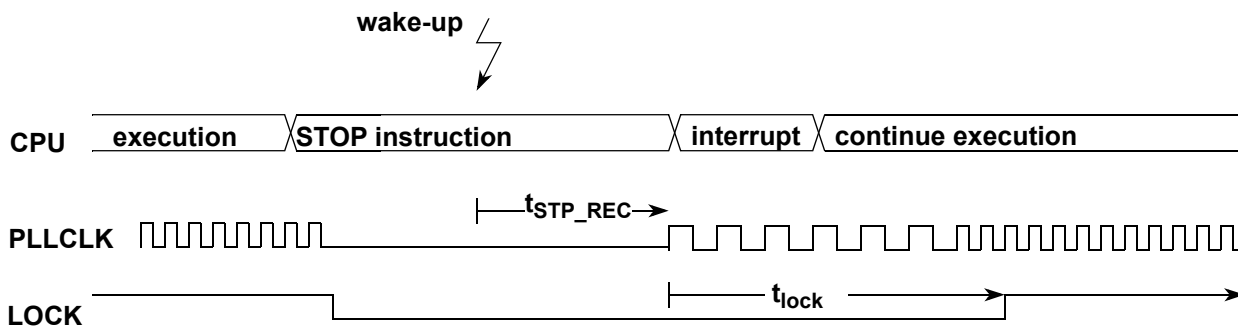 wake-up
CPU execution STOP instruction interrupt continue execution
tSTP_REC
PLLCLK
tlock
LOCK